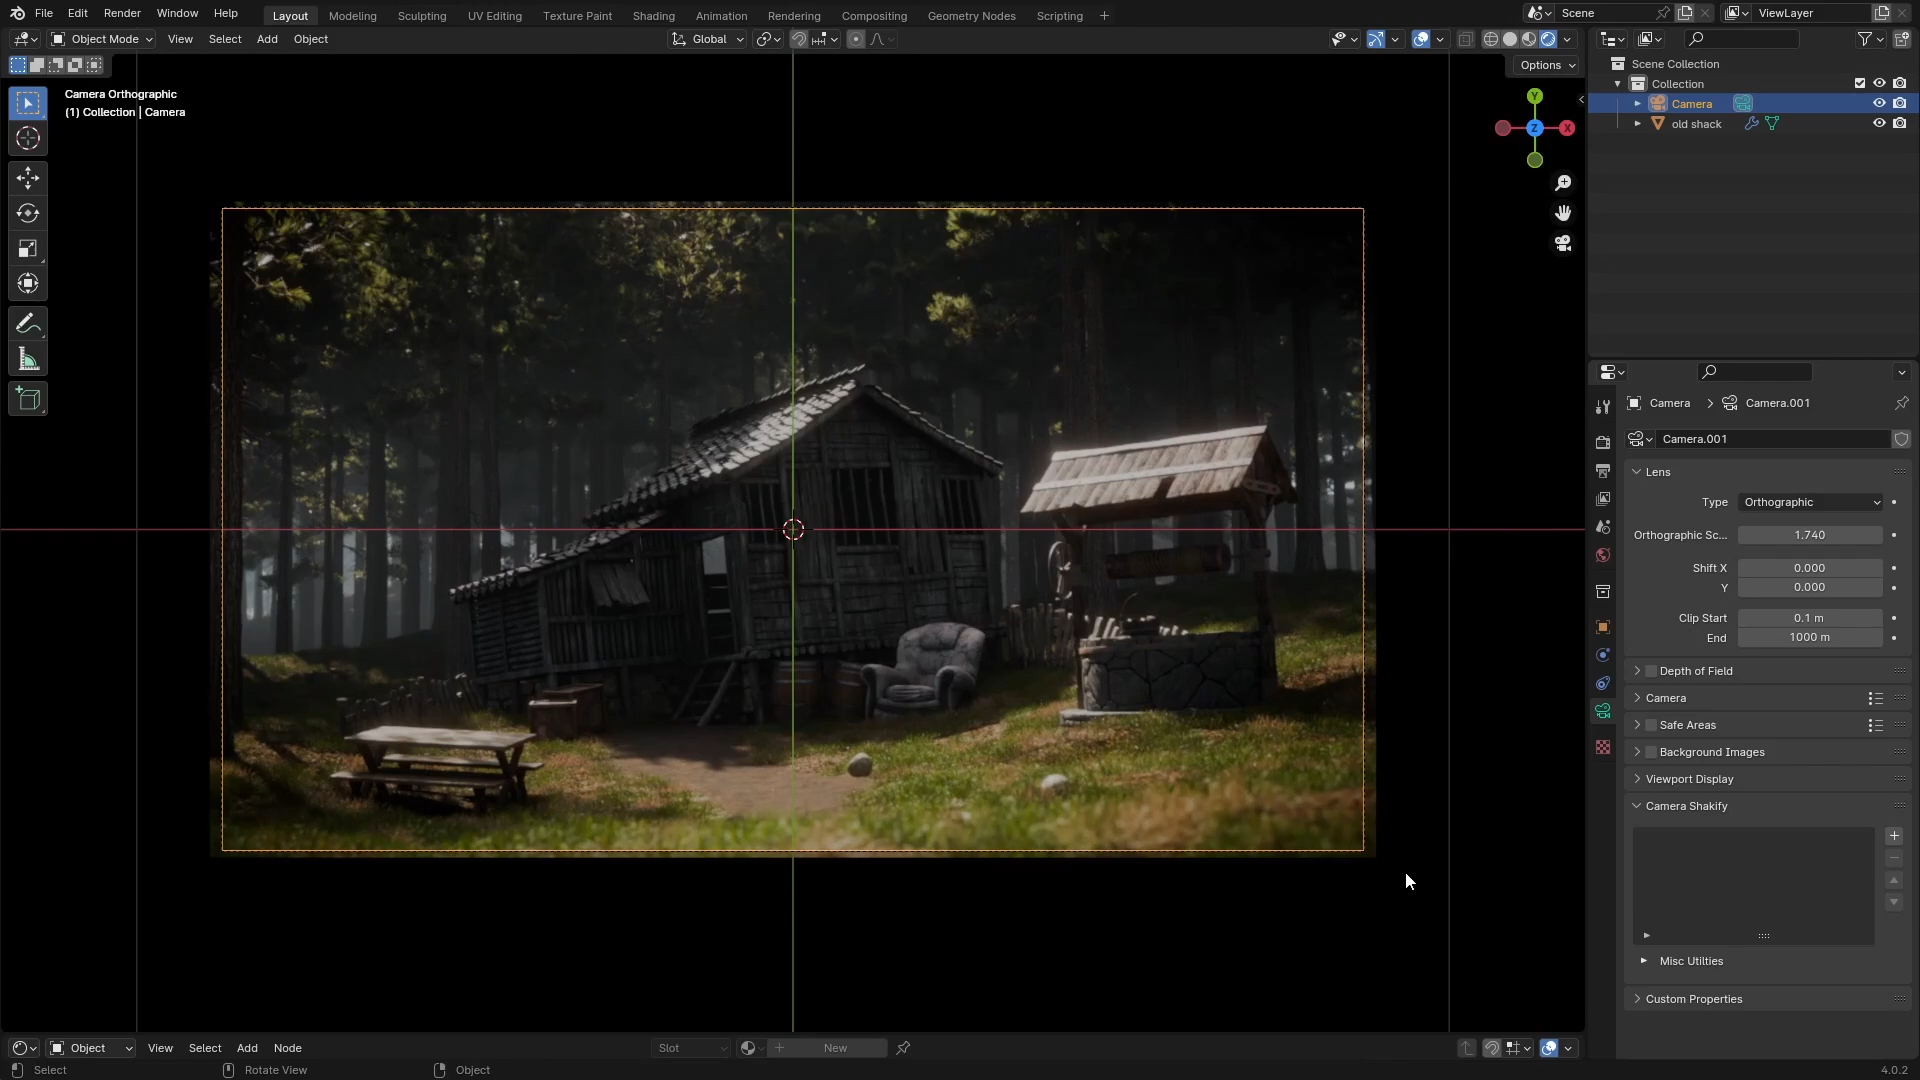 File Edit Render Window Help Layout Modeling Sculpting UV Editing Texture Paint Shading Animation Rendering Compositing Geometry Nodes Scripting + Scene ViewLayer
Object Mode View Select Add Object Global
Options
Camera Orthographic
(1) Collection | Camera
Y
Z
X
Scene Collection
Collection
Camera
old shack
Camera > Camera.001
Camera.001
Lens
Type Orthographic
Orthographic Sc... 1.740
Shift X 0.000
Y 0.000
Clip Start 0.1 m
End 1000 m
Depth of Field
Camera
Safe Areas
Background Images
Viewport Display
Camera Shakify
Misc Utilties
Custom Properties
Object View Select Add Node Slot New
Select Rotate View Object 4.0.2